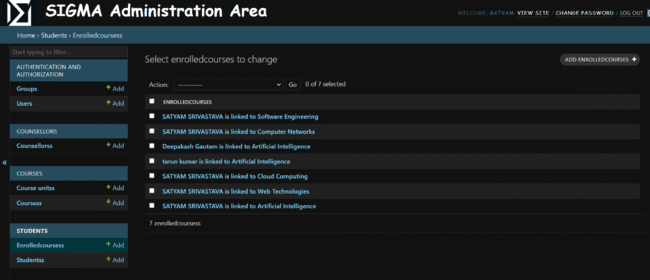 SIGMA Administration Area
WELCOME, SATYAM. VIEW SITE / CHANGE PASSWORD / LOG OUT
Home › Students › Enrolledcoursess
Start typing to filter...
AUTHENTICATION AND AUTHORIZATION
Groups + Add
Users + Add
COUNSELLORS
Counsellorss + Add
COURSES
Course unitss + Add
Coursess + Add
STUDENTS
Enrolledcoursess + Add
Studentss + Add
«
Select enrolledcourses to change
ADD ENROLLEDCOURSES +
Action: ---------- Go 0 of 7 selected
ENROLLEDCOURSES
SATYAM SRIVASTAVA is linked to Software Engineering
SATYAM SRIVASTAVA is linked to Computer Networks
Deepakash Gautam is linked to Artificial Intelligence
tarun kumar is linked to Artificial Intelligence
SATYAM SRIVASTAVA is linked to Cloud Computing
SATYAM SRIVASTAVA is linked to Web Technologies
SATYAM SRIVASTAVA is linked to Artificial Intelligence
7 enrolledcoursess